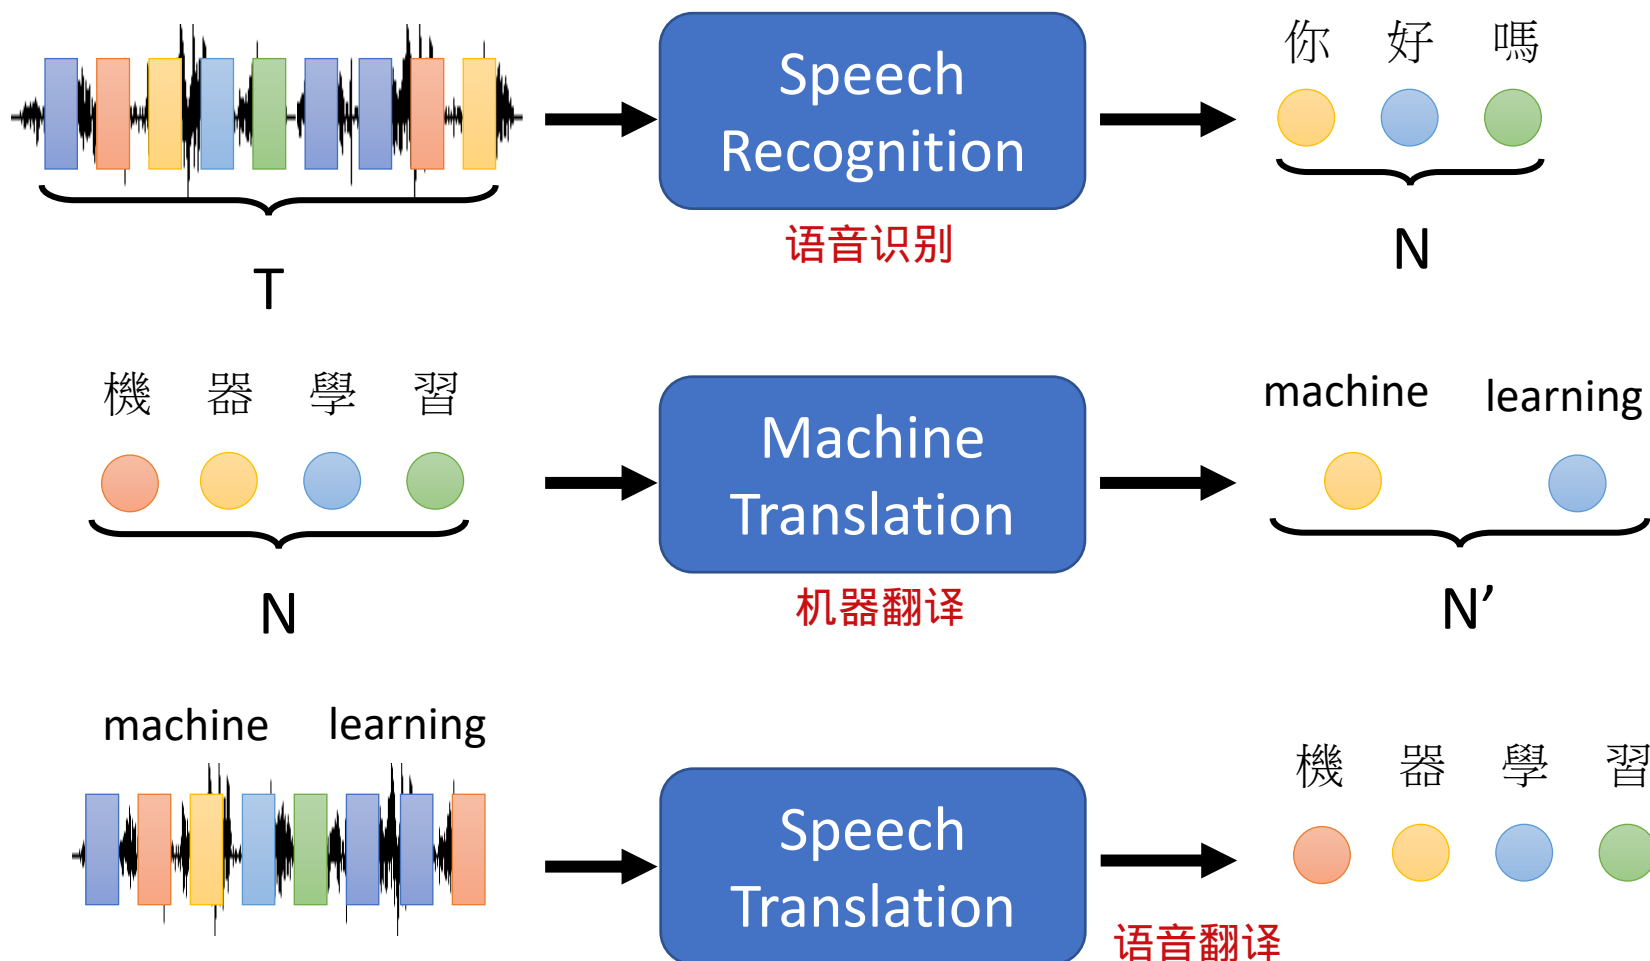 你 好 嗎
Speech
Recognition
语音识别
T
N
機 器 學 習
machine learning
Machine
Translation
机器翻译
N
N’
machine learning
機 器 學 習
Speech
Translation
语音翻译